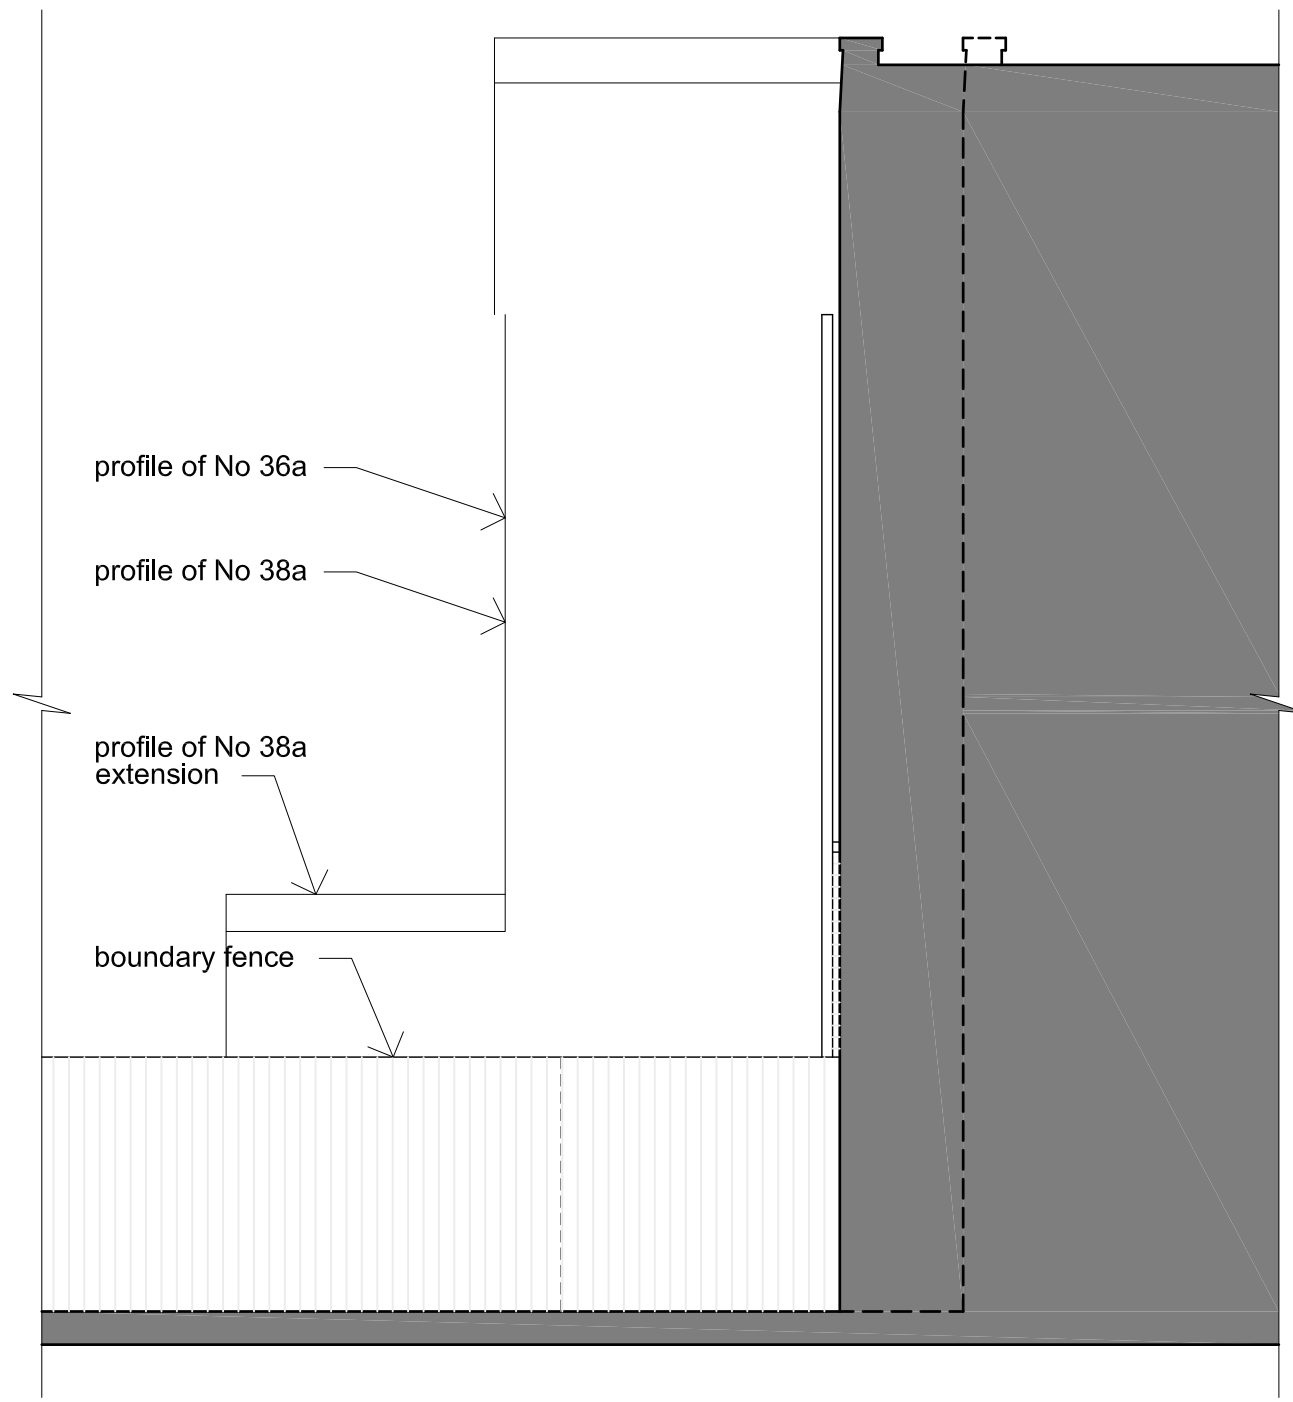 profile of No 36a
profile of No 38a
profile of No 38a
extension
boundary fence